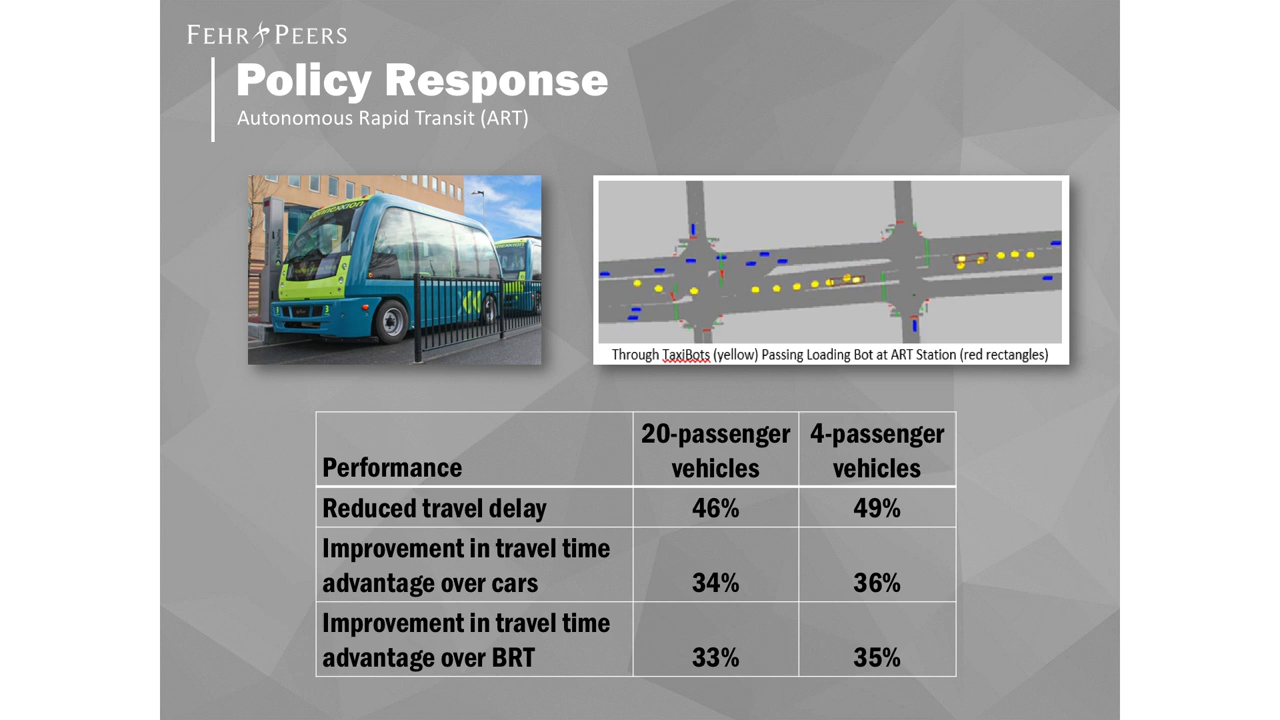 FEHR PEERS
Policy Response
Autonomous Rapid Transit (ART)
Through TaxiBots (yellow) Passing Loading Bot at ART Station (red rectangles)
20-passenger 4-passenger
Performance vehicles vehicles
Reduced travel delay 46% 49%
Improvement in travel time
advantage over cars 34% 36%
Improvement in travel time
advantage over BRT 33% 35%